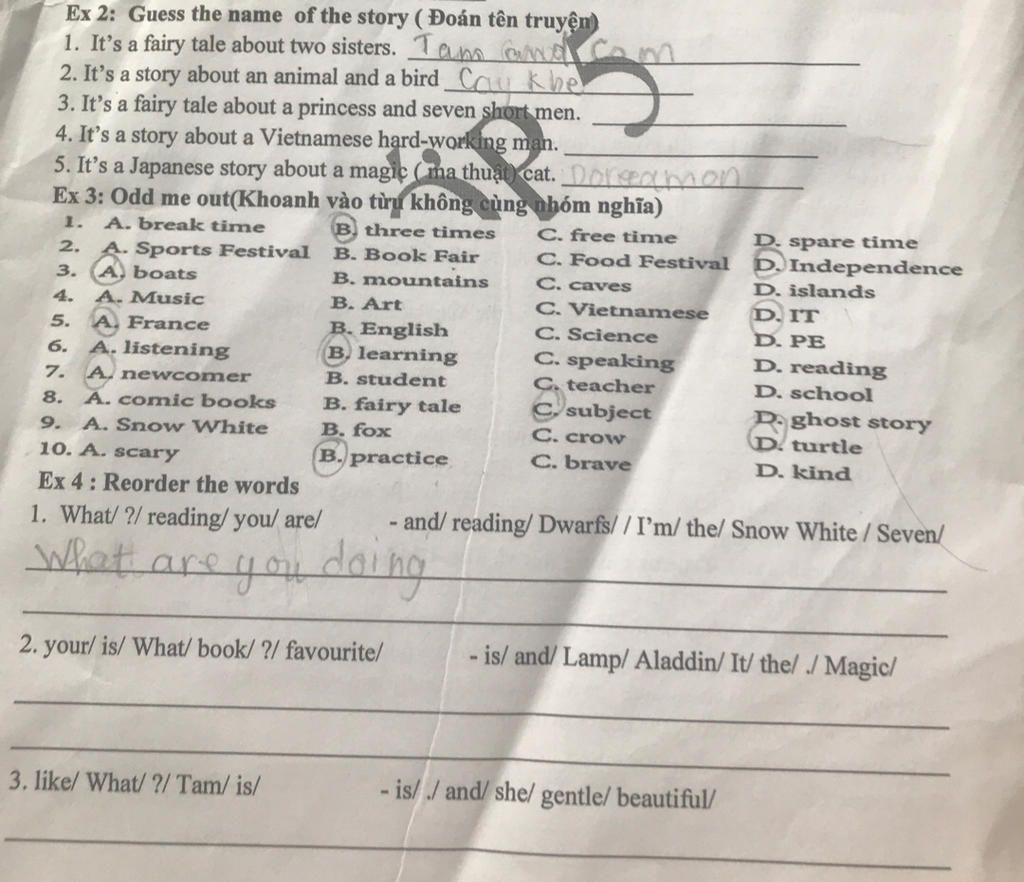 Ex 2: Guess the name of the story ( Đoán tên truyện)
1. It's a fairy tale about two sisters. Tam and Cam
2. It's a story about an animal and a bird Cay khe
3. It's a fairy tale about a princess and seven short men.
4. It's a story about a Vietnamese hard-working man.
5. It's a Japanese story about a magic ( ma thuật) cat. Doreamon
Ex 3: Odd me out(Khoanh vào từ không cùng nhóm nghĩa)
1. A. break time B. three times C. free time D. spare time
2. A. Sports Festival B. Book Fair C. Food Festival D. Independence
3. A. boats B. mountains C. caves D. islands
4. A. Music B. Art C. Vietnamese D. IT
5. A. France B. English C. Science D. PE
6. A. listening B. learning C. speaking D. reading
7. A. newcomer B. student C. teacher D. school
8. A. comic books B. fairy tale C. subject D. ghost story
9. A. Snow White B. fox C. crow D. turtle
10. A. scary B. practice C. brave D. kind
Ex 4 : Reorder the words
1. What/ ?/ reading/ you/ are/ - and/ reading/ Dwarfs/ / I'm/ the/ Snow White / Seven/
What are you doing
2. your/ is/ What/ book/ ?/ favourite/ - is/ and/ Lamp/ Aladdin/ It/ the/ ./ Magic/
3. like/ What/ ?/ Tam/ is/ - is/ ./ and/ she/ gentle/ beautiful/